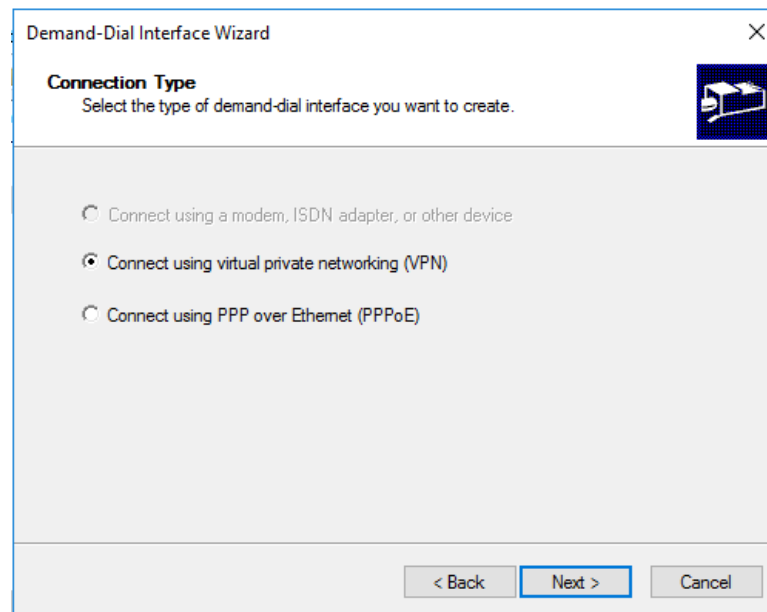 Demand-Dial Interface Wizard
Connection Type
Select the type of demand-dial interface you want to create.
Connect using a modem, ISDN adapter, or other device
Connect using virtual private networking (VPN)
Connect using PPP over Ethernet (PPPoE)
< Back Next > Cancel